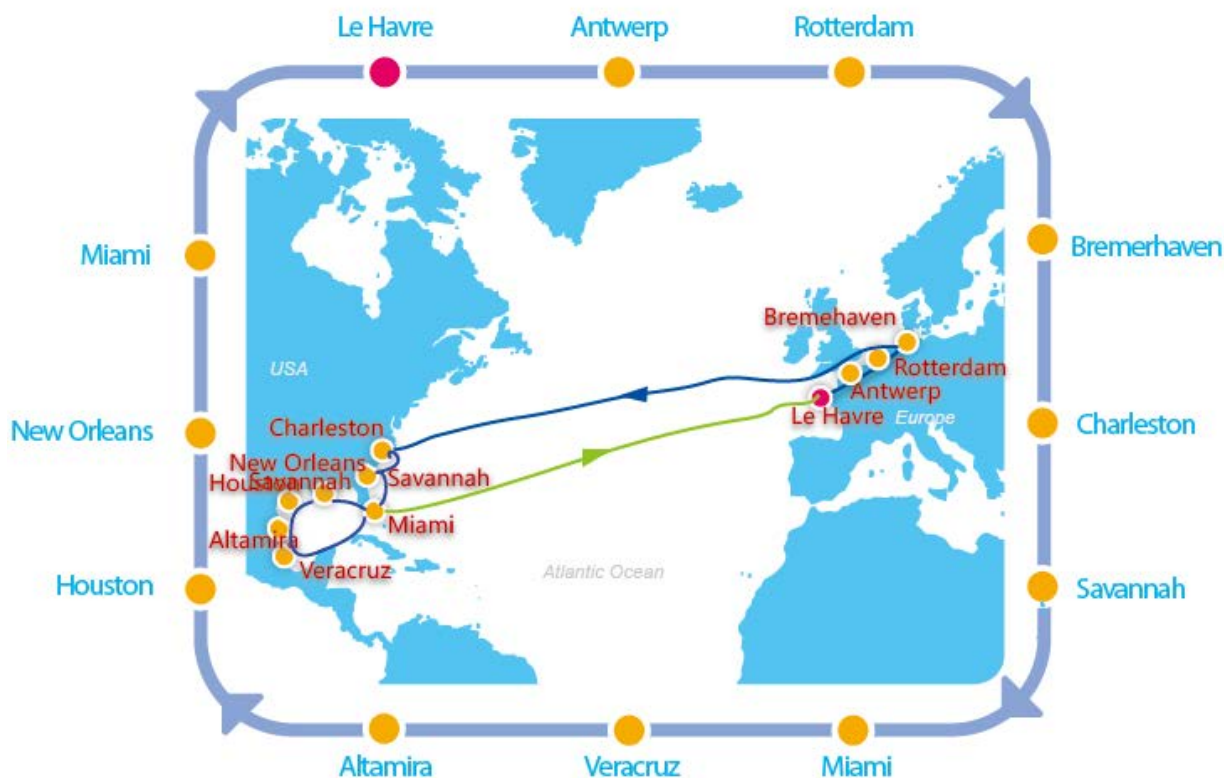 Le Havre
Antwerp
Rotterdam
Miami
Bremerhaven
Bremehaven
Rotterdam
Antwerp
USA
Le Havre
Europe
New Orleans
Charleston
Charleston
New Orleans
Savannah
Savannah
Houston
Miami
Altamira
Veracruz
Atlantic Ocean
Houston
Savannah
Altamira
Veracruz
Miami